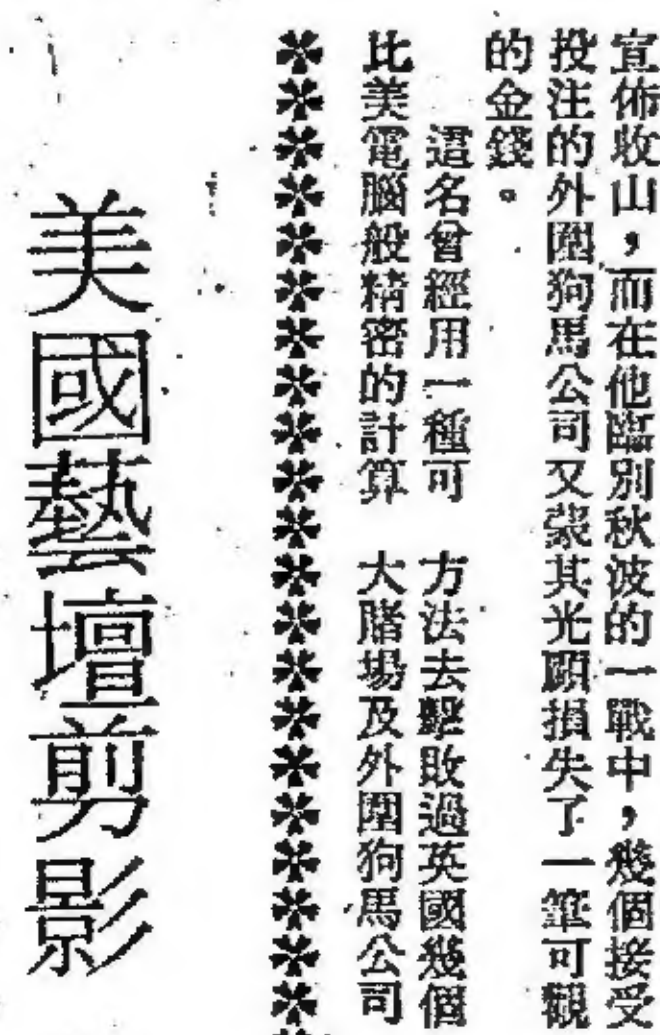 宣佈收山，而在他臨別秋波的一戰中，幾個接受
投注的外圍狗馬公司又蒙其光顧損失了一筆可觀
的金錢。
這名曾經用一種可
比美電腦般精密的計算
方法去擊敗過英國幾個
大賭場及外圍狗馬公司
美國藝壇剪影